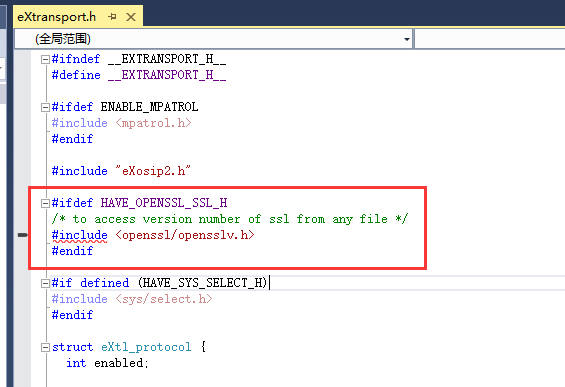 eXtransport.h
(全局范围)
#ifndef __EXTRANSPORT_H__
#define __EXTRANSPORT_H__
#ifdef ENABLE_MPATROL
#include <mpatrol.h>
#endif
#include "eXosip2.h"
#ifdef HAVE_OPENSSL_SSL_H
/* to access version number of ssl from any file */
#include <openssl/opensslv.h>
#endif
#if defined (HAVE_SYS_SELECT_H)
#include <sys/select.h>
#endif
struct eXtl_protocol {
int enabled;